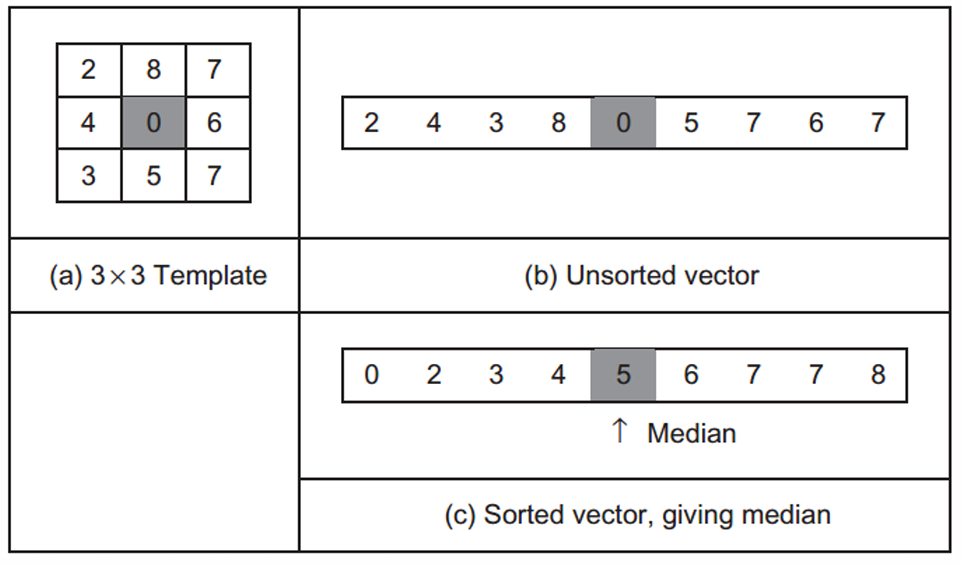 2 8 7
4 0 6
3 5 7
2 4 3 8 0 5 7 6 7
(a) 3×3 Template
(b) Unsorted vector
0 2 3 4 5 6 7 7 8
↑ Median
(c) Sorted vector, giving median